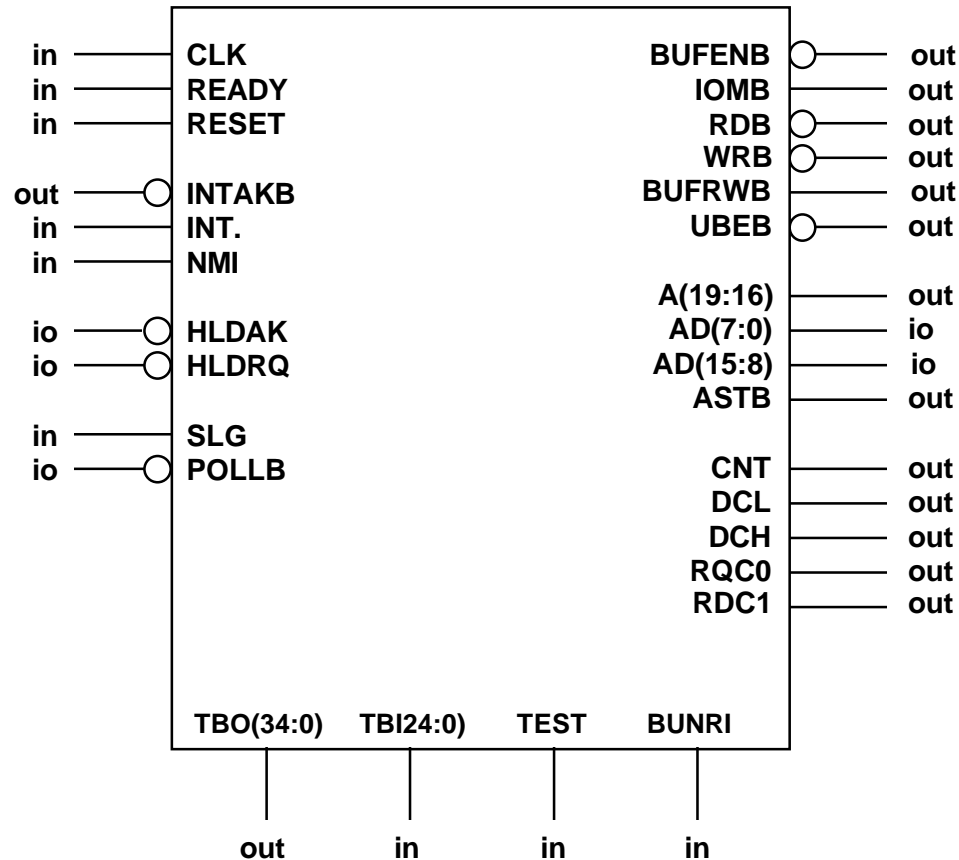 in CLK BUFENB out
in READY IOMB out
in RESET RDB out
WRB out
out INTAKB BUFRWB out
in INT. UBEB out
in NMI
A(19:16) out
io HLDAK AD(7:0) io
io HLDRQ AD(15:8) io
ASTB out
in SLG
io POLLB CNT out
DCL out
DCH out
RQC0 out
RDC1 out
TBO(34:0) TBI24:0) TEST BUNRI
out in in in